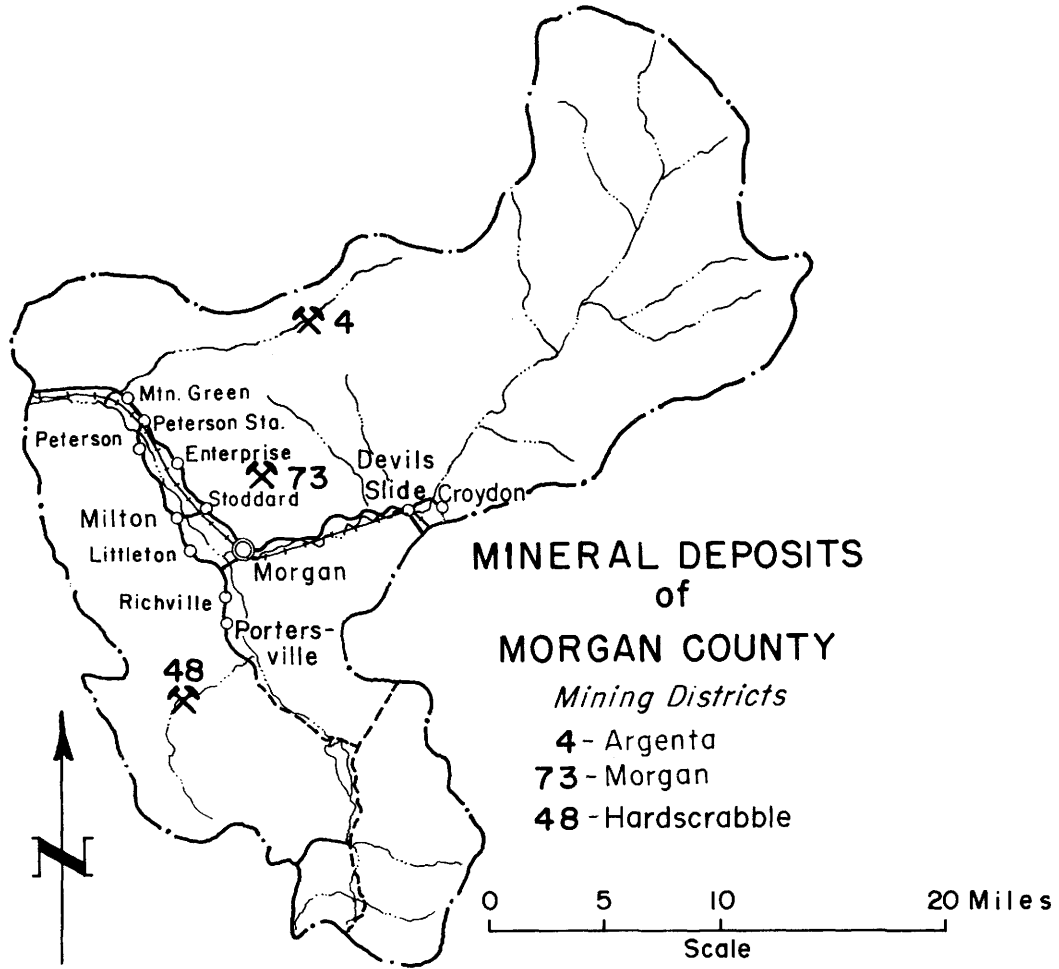 4
Mtn. Green
Peterson Sta.
Peterson
Enterprise
73
Devils
Slide
Croydon
Stoddard
Milton
Littleton
Morgan
Richville
Porters-
ville
48
MINERAL DEPOSITS
of
MORGAN COUNTY
Mining Districts
4 - Argenta
73 - Morgan
48 - Hardscrabble
N
0 5 10 20 Miles
Scale